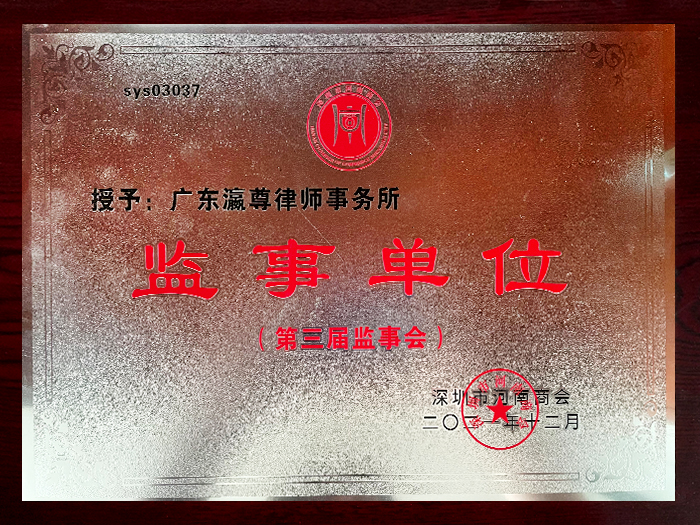 sys03037
授予：广东瀛尊律师事务所
监事单位
（第三届监事会）
深圳市河南商会
二〇二一年十二月